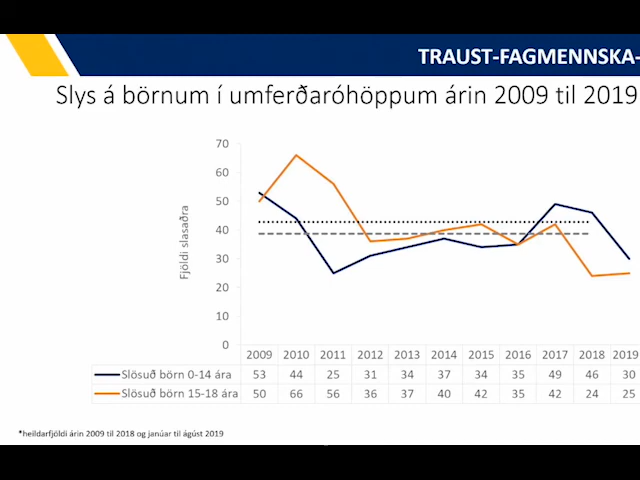 TRAUST-FAGMENNSKA-
Slys á börnum í umferðaróhöppum árin 2009 til 2019
70
60
50
40
30
20
10
0
Fjöldi slasaðra
2009 2010 2011 2012 2013 2014 2015 2016 2017 2018 2019
Slösuð börn 0-14 ára 53 44 25 31 34 37 34 35 49 46 30
Slösuð börn 15-18 ára 50 66 56 36 37 40 42 35 42 24 25
*heildarfjöldi árin 2009 til 2018 og janúar til ágúst 2019